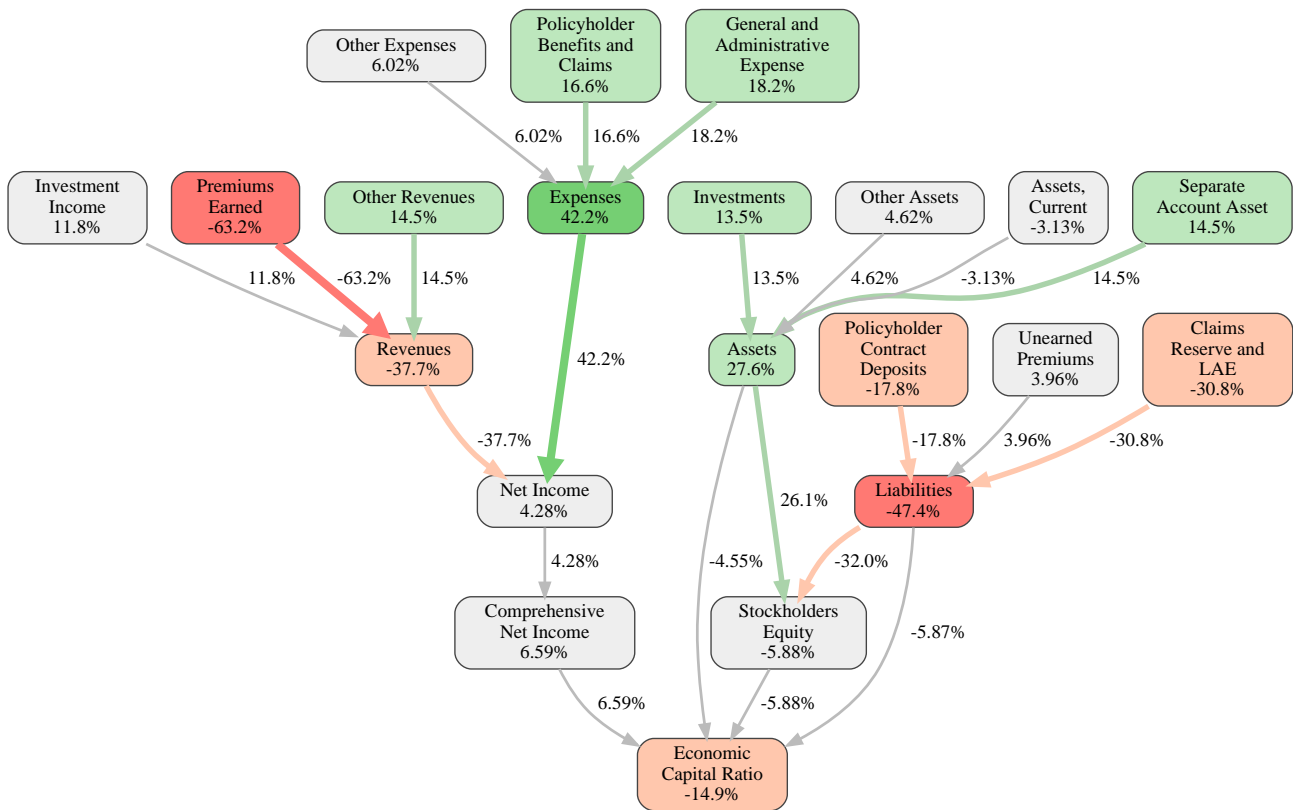 Other Expenses
6.02%
Policyholder
Benefits and
Claims
16.6%
General and
Administrative
Expense
18.2%
6.02%
16.6%
18.2%
Investment
Income
11.8%
Premiums
Earned
-63.2%
Other Revenues
14.5%
Expenses
42.2%
Investments
13.5%
Other Assets
4.62%
Assets,
Current
-3.13%
Separate
Account Asset
14.5%
11.8%
-63.2%
14.5%
13.5%
4.62%
-3.13%
14.5%
Revenues
-37.7%
42.2%
Assets
27.6%
Policyholder
Contract
Deposits
-17.8%
Unearned
Premiums
3.96%
Claims
Reserve and
LAE
-30.8%
-37.7%
-17.8%
3.96%
-30.8%
Net Income
4.28%
26.1%
Liabilities
-47.4%
4.28%
-4.55%
-32.0%
Comprehensive
Net Income
6.59%
Stockholders
Equity
-5.88%
-5.87%
6.59%
-5.88%
Economic
Capital Ratio
-14.9%